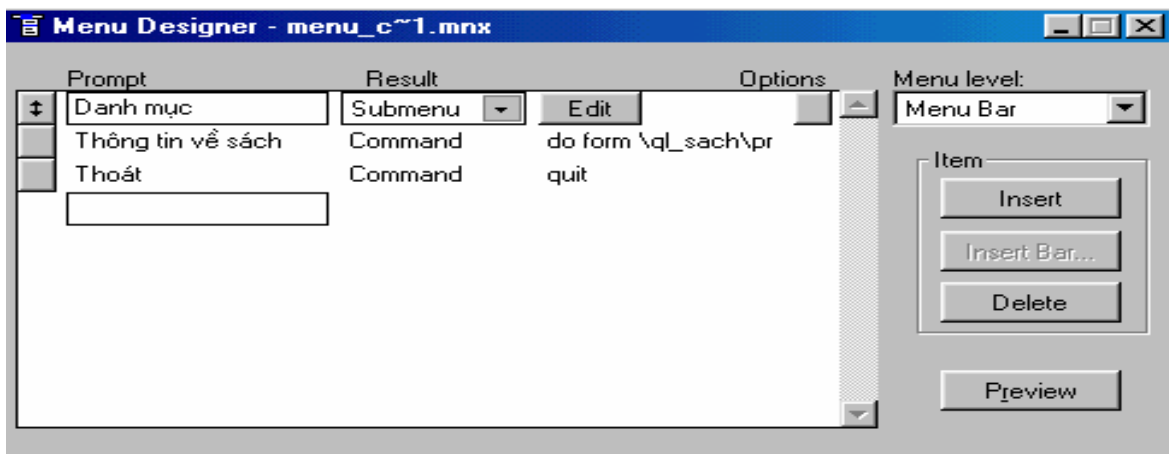 Menu Designer - menu_c~1.mnx
Prompt Result Options Menu level:
Danh mục Submenu Edit Menu Bar
Thông tin về sách Command do form \ql_sach\pr
Item
Thoát Command quit
Insert
Insert Bar...
Delete
Preview